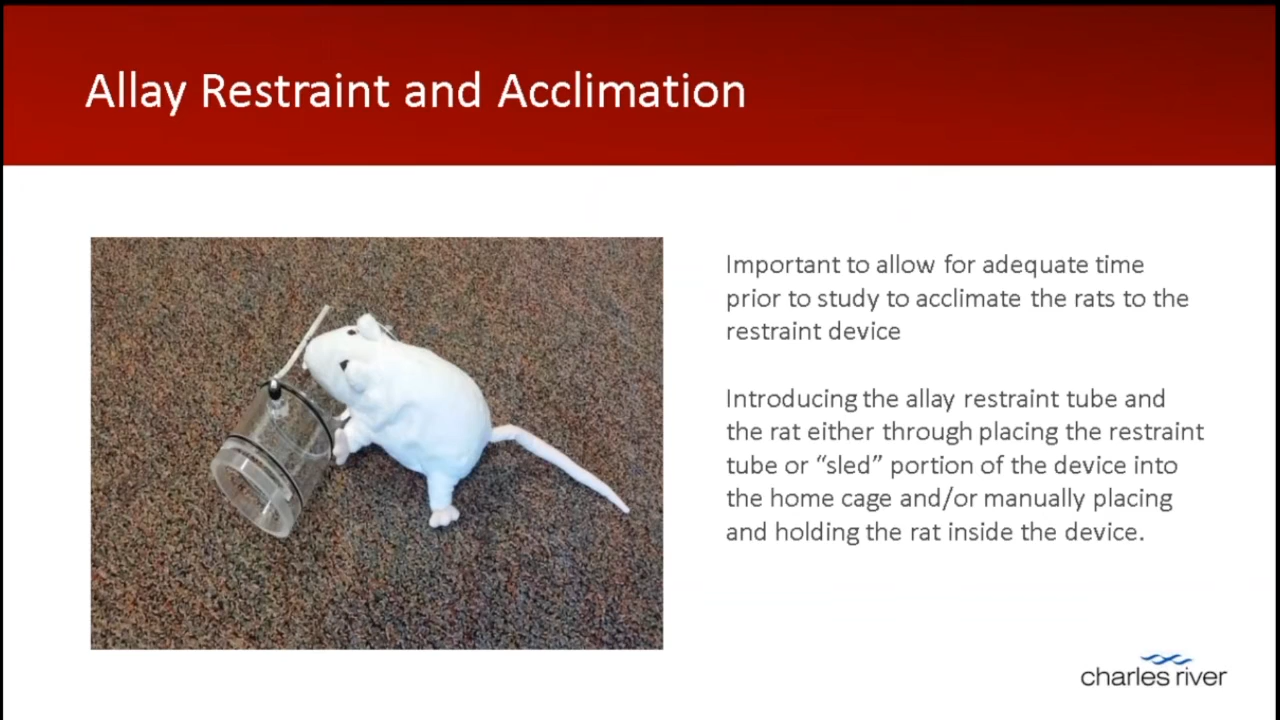 Allay Restraint and Acclimation
Important to allow for adequate time
prior to study to acclimate the rats to the
restraint device
Introducing the allay restraint tube and
the rat either through placing the restraint
tube or “sled” portion of the device into
the home cage and/or manually placing
and holding the rat inside the device.
charles river